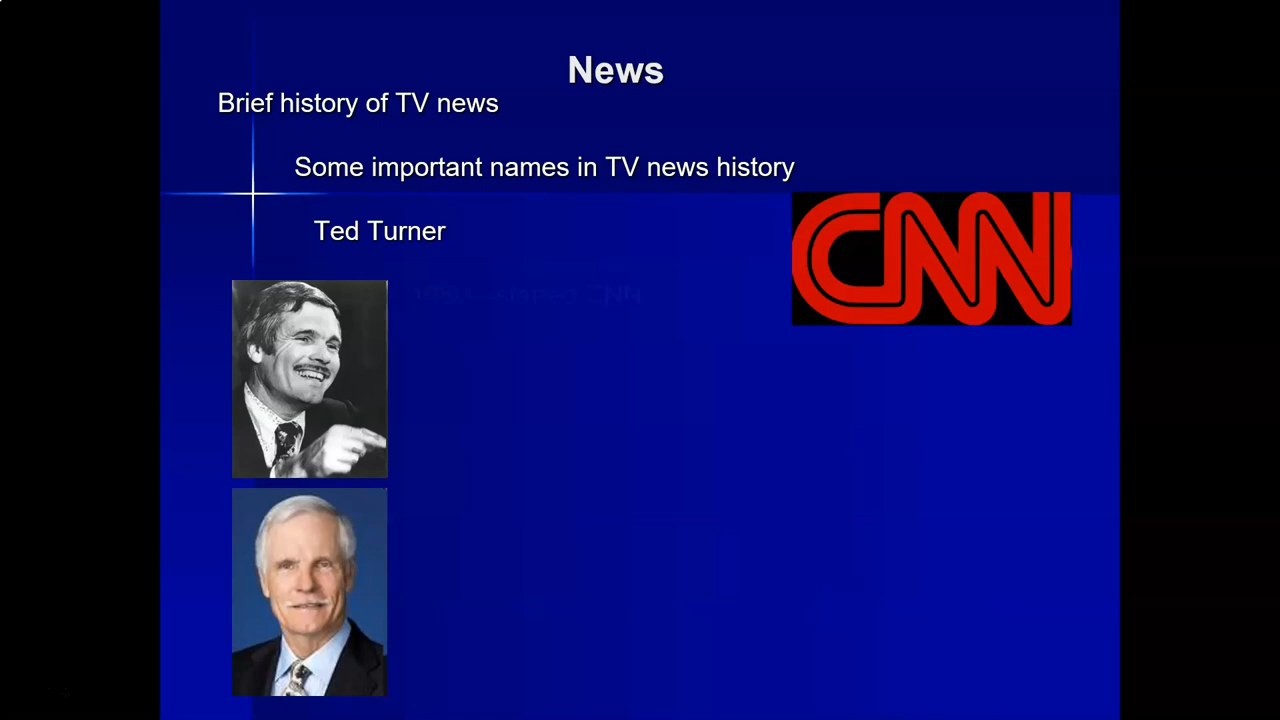 News
Brief history of TV news
Some important names in TV news history
Ted Turner
CNN